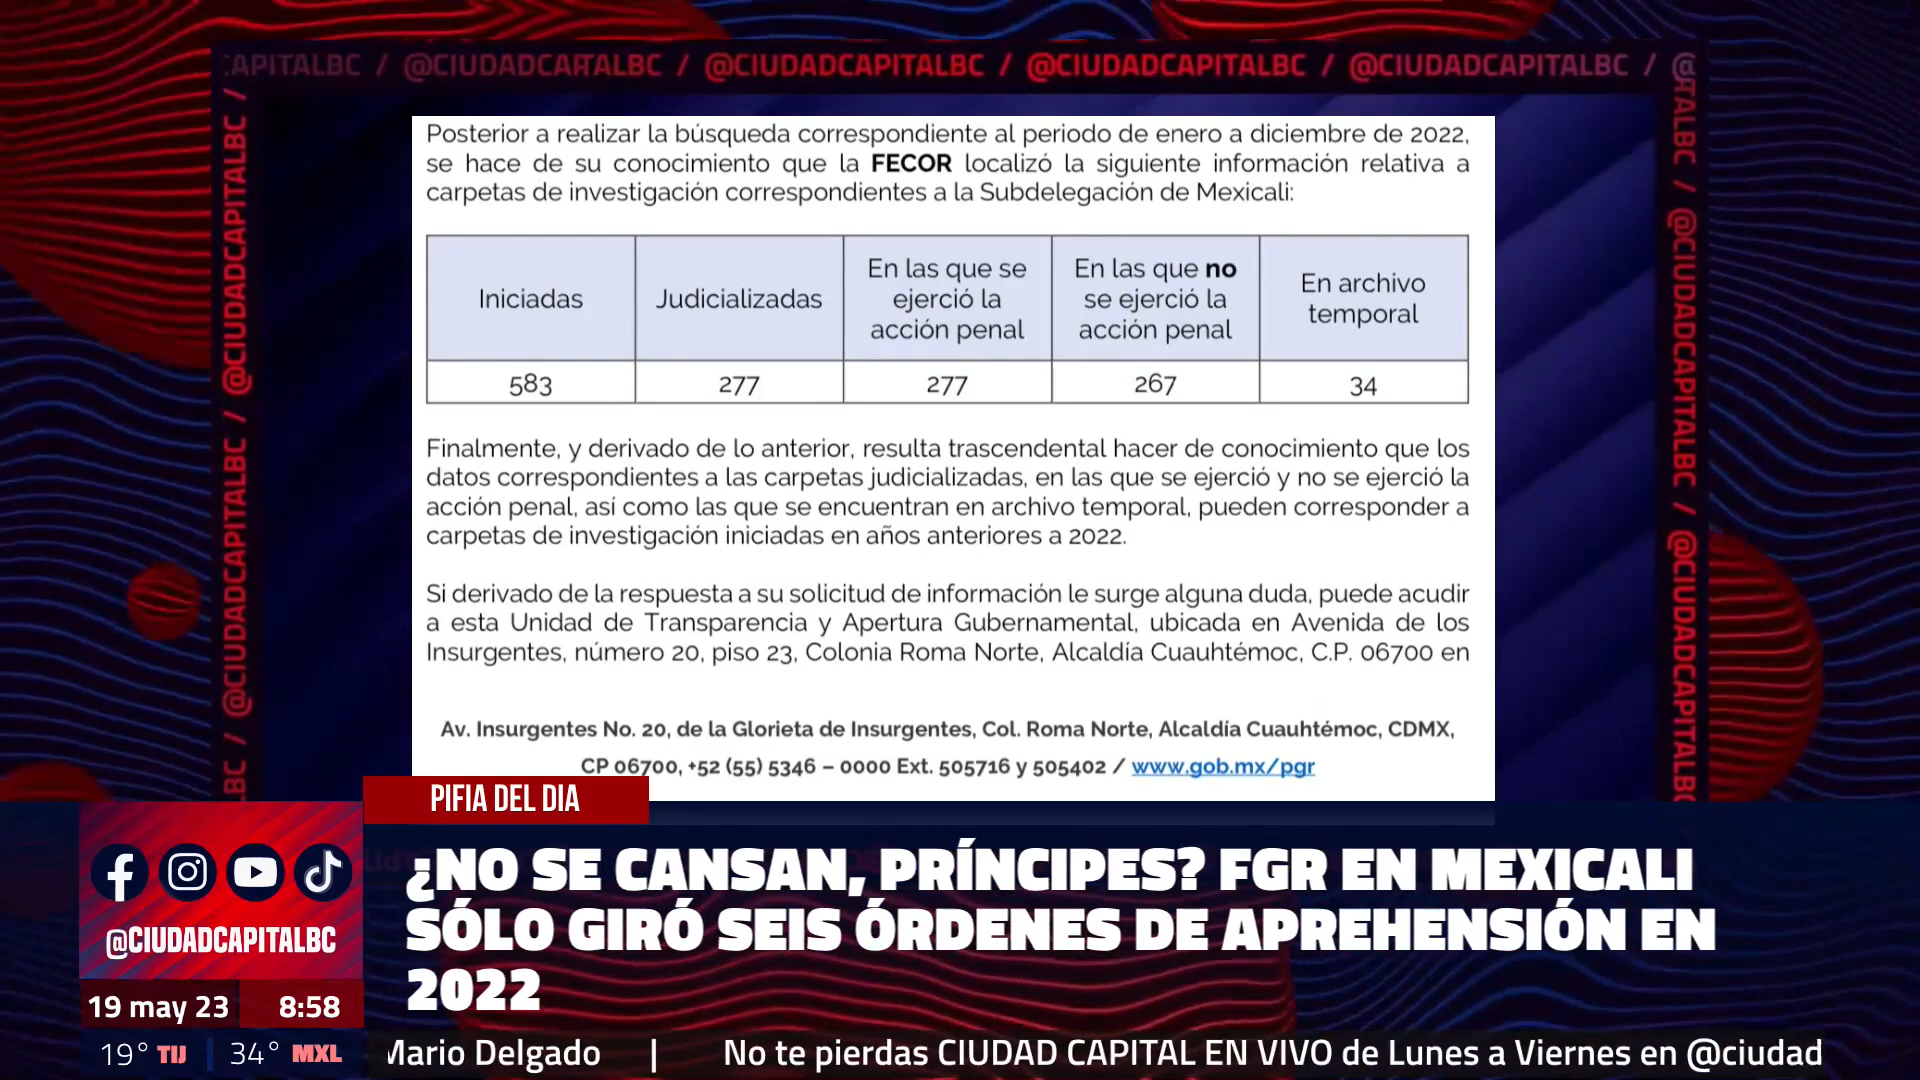 APITALBC / @CIUDADCAPITALBC / @CIUDADCAPITALBC / @CIUDADCAPITALBC / @CIUDADCAPITALBC / @
Posterior a realizar la búsqueda correspondiente al periodo de enero a diciembre de 2022,
se hace de su conocimiento que la FECOR localizó la siguiente información relativa a
carpetas de investigación correspondientes a la Subdelegación de Mexicali:
Iniciadas
Judicializadas
En las que se
ejerció la
acción penal
En las que no
se ejerció la
acción penal
En archivo
temporal
583
277
277
267
34
Finalmente, y derivado de lo anterior, resulta trascendental hacer de conocimiento que los
datos correspondientes a las carpetas judicializadas, en las que se ejerció y no se ejerció la
acción penal, así como las que se encuentran en archivo temporal, pueden corresponder a
carpetas de investigación iniciadas en años anteriores a 2022.
Si derivado de la respuesta a su solicitud de información le surge alguna duda, puede acudir
a esta Unidad de Transparencia y Apertura Gubernamental, ubicada en Avenida de los
Insurgentes, número 20, piso 23, Colonia Roma Norte, Alcaldía Cuauhtémoc, C.P. 06700 en
Av. Insurgentes No. 20, de la Glorieta de Insurgentes, Col. Roma Norte, Alcaldía Cuauhtémoc, CDMX,
CP 06700, +52 (55) 5346 – 0000 Ext. 505716 y 505402 / www.gob.mx/pgr
BC / @CIUDADCAPITALBC / @CIUDADCAPITALBC /
TALBC / @CIUDADCAPITALBC / @CIUDADCAPITALBC
PIFIA DEL DIA
¿NO SE CANSAN, PRÍNCIPES? FGR EN MEXICALI
SÓLO GIRÓ SEIS ÓRDENES DE APREHENSIÓN EN
2022
@CIUDADCAPITALBC
19 may 23 8:58
19° TIJ | 34° MXL
Mario Delgado | No te pierdas CIUDAD CAPITAL EN VIVO de Lunes a Viernes en @ciudad